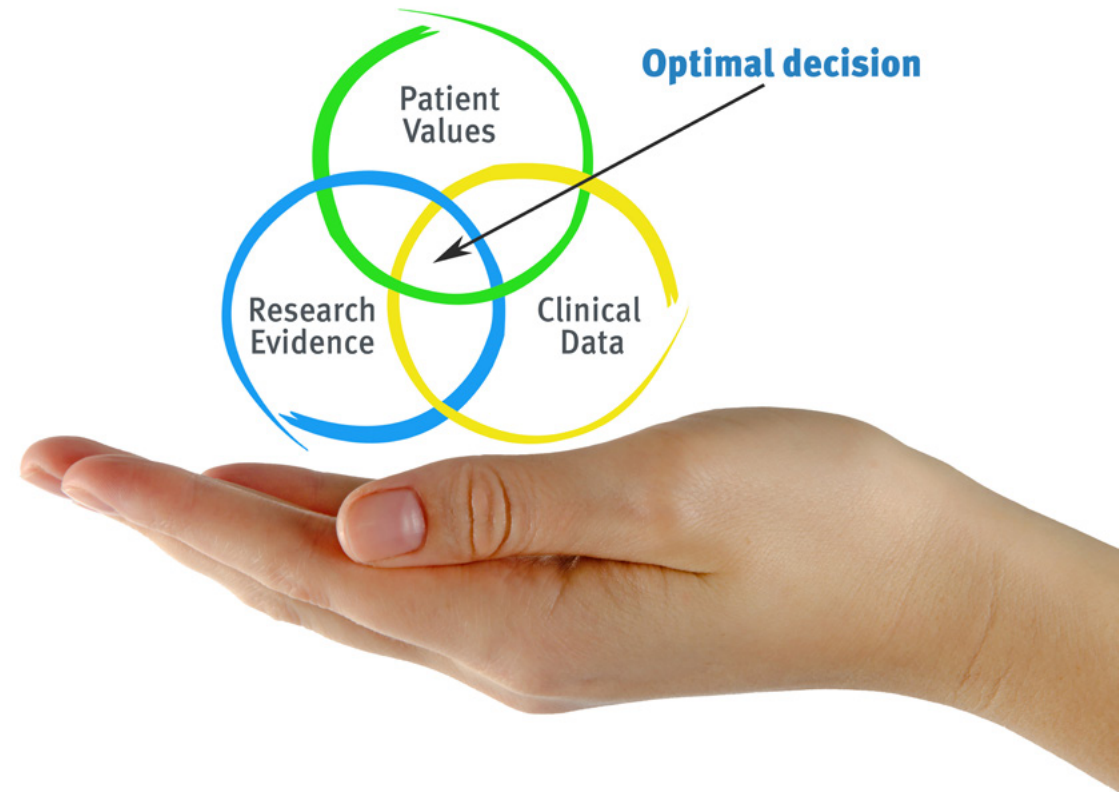 Optimal decision
Patient
Values
Research
Evidence
Clinical
Data